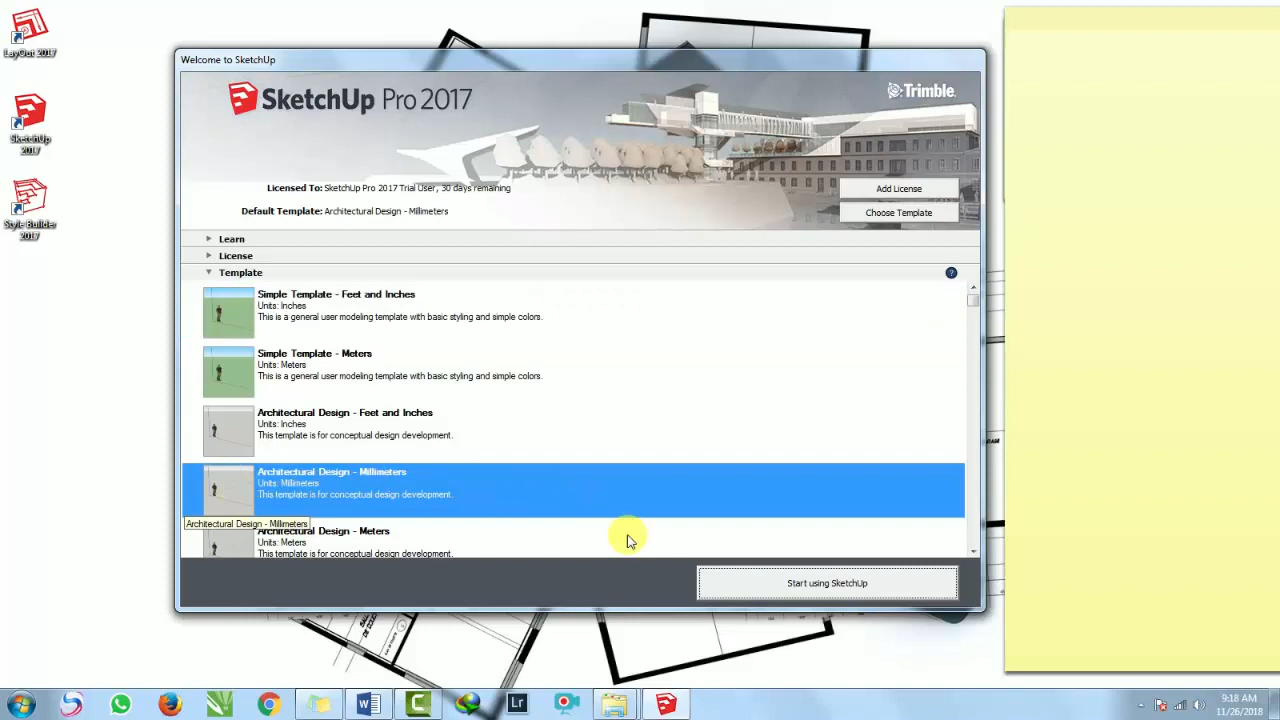 LayOut 2017
SketchUp
2017
Style Builder
2017
Welcome to SketchUp
SketchUp Pro 2017
Trimble.
Licensed To: SketchUp Pro 2017 Trial User, 30 days remaining
Add License
Default Template: Architectural Design - Millimeters
Choose Template
Learn
License
Template
?
Simple Template - Feet and Inches
Units: Inches
This is a general user modeling template with basic styling and simple colors.
Simple Template - Meters
Units: Meters
This is a general user modeling template with basic styling and simple colors.
Architectural Design - Feet and Inches
Units: Inches
This template is for conceptual design development.
Architectural Design - Millimeters
Units: Millimeters
This template is for conceptual design development.
Architectural Design - Millimeters
Architectural Design - Meters
Units: Meters
This template is for conceptual design development.
Start using SketchUp
W
C
Lr
9:18 AM
11/26/2018